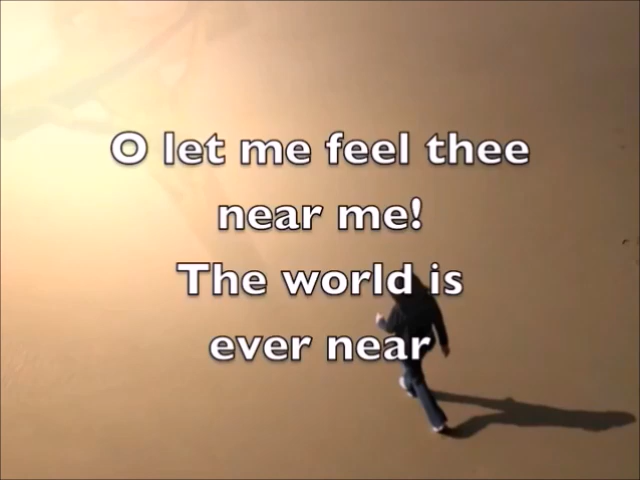 O let me feel thee
near me!
The world is
ever near